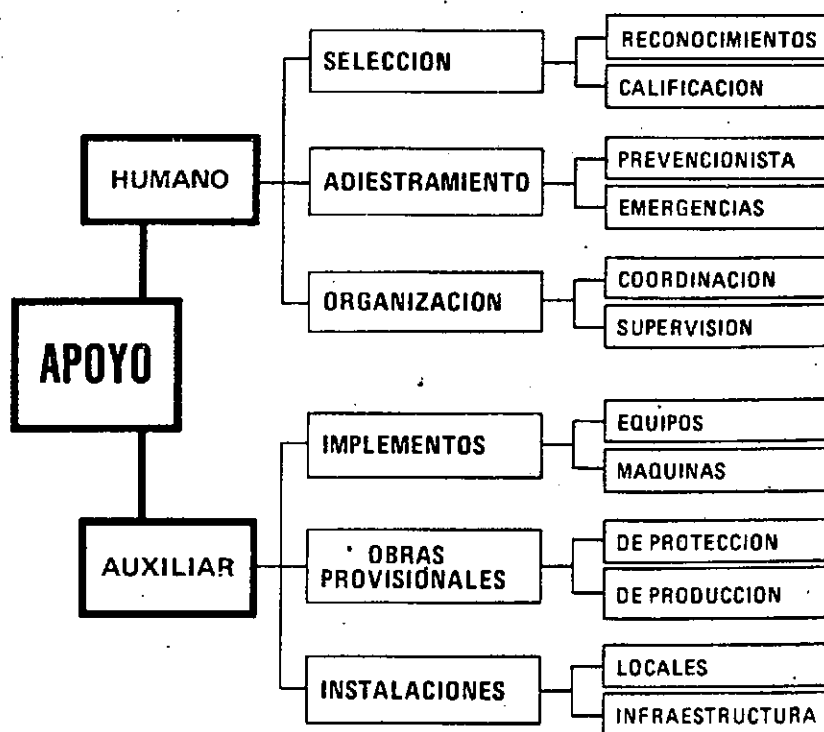 APOYO
HUMANO
SELECCION
RECONOCIMIENTOS
CALIFICACION
ADIESTRAMIENTO
PREVENCIONISTA
EMERGENCIAS
ORGANIZACION
COORDINACION
SUPERVISION
AUXILIAR
IMPLEMENTOS
EQUIPOS
MAQUINAS
OBRAS
PROVISIONALES
DE PROTECCION
DE PRODUCCION
INSTALACIONES
LOCALES
INFRAESTRUCTURA